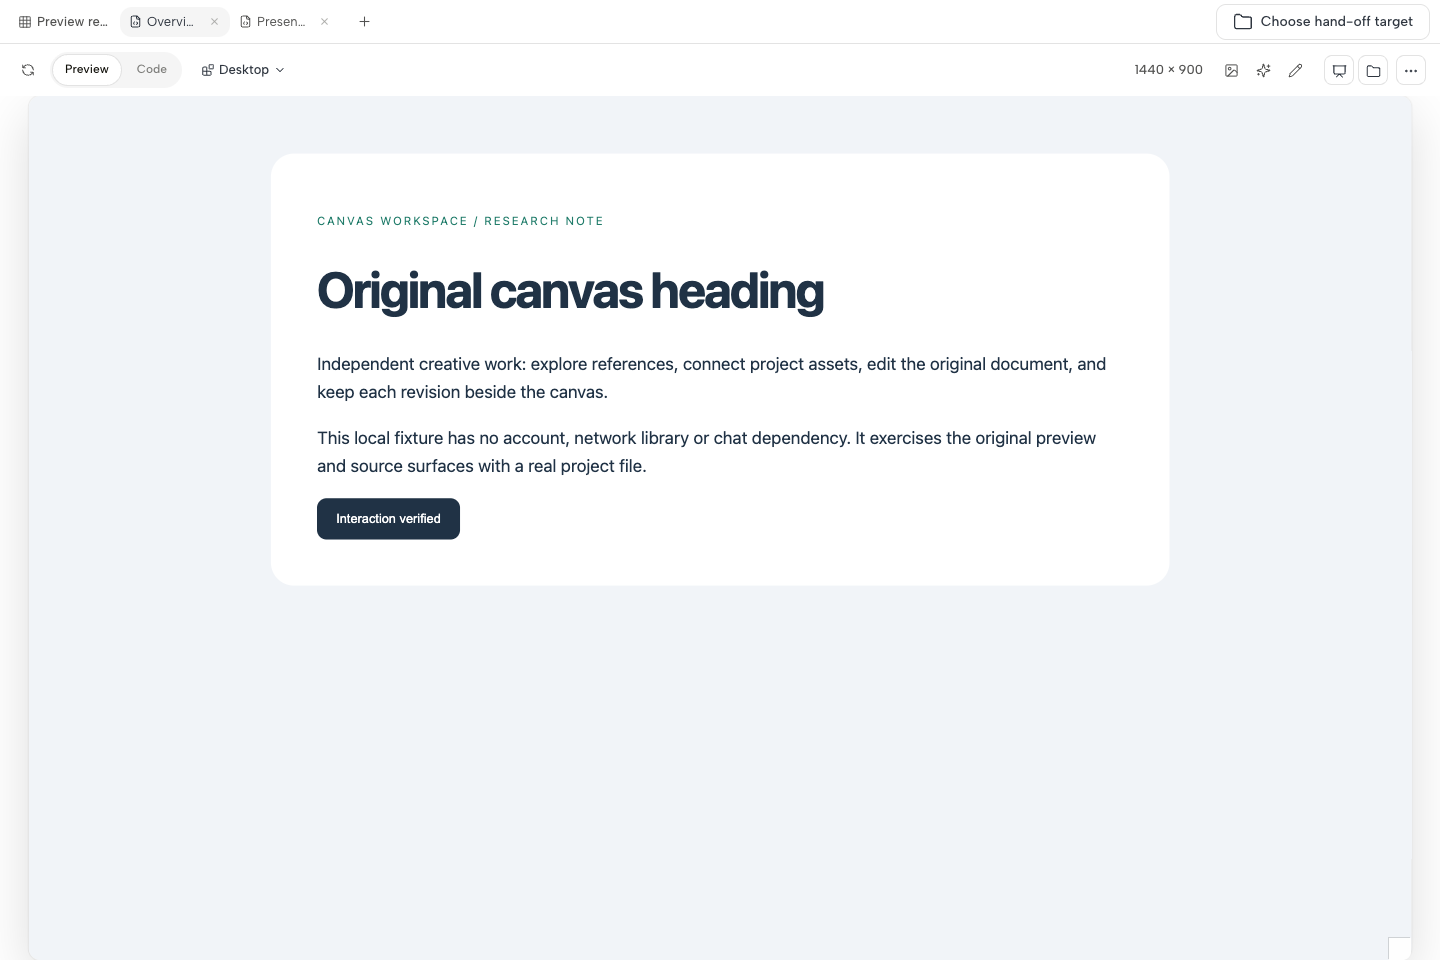 Preview re...
Overvi...
Presen...
Choose hand-off target
Preview
Code
Desktop
1440 × 900
CANVAS WORKSPACE / RESEARCH NOTE
Original canvas heading
Independent creative work: explore references, connect project assets, edit the original document, and
keep each revision beside the canvas.
This local fixture has no account, network library or chat dependency. It exercises the original preview
and source surfaces with a real project file.
Interaction verified